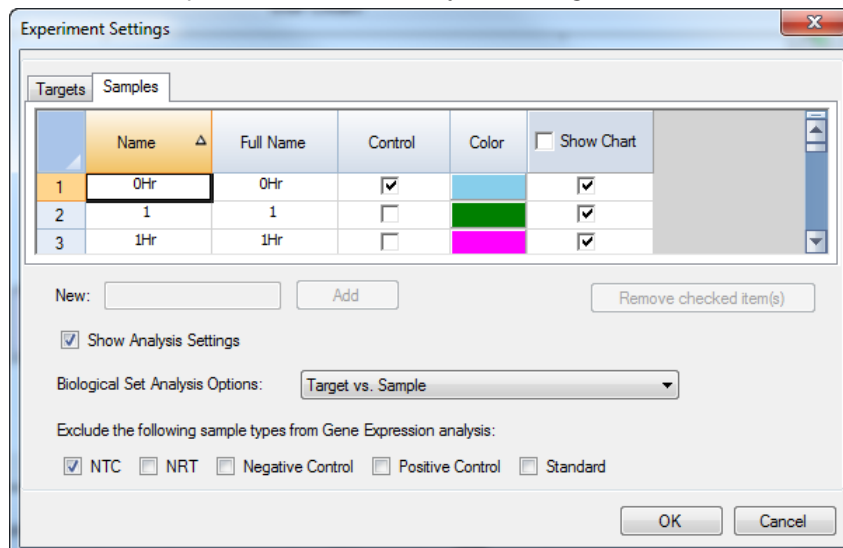 Experiment Settings
Targets Samples
Name Full Name Control Color Show Chart
1 0Hr 0Hr
2 1 1
3 1Hr 1Hr
New: Add Remove checked item(s)
Show Analysis Settings
Biological Set Analysis Options: Target vs. Sample
Exclude the following sample types from Gene Expression analysis:
NTC NRT Negative Control Positive Control Standard
OK Cancel